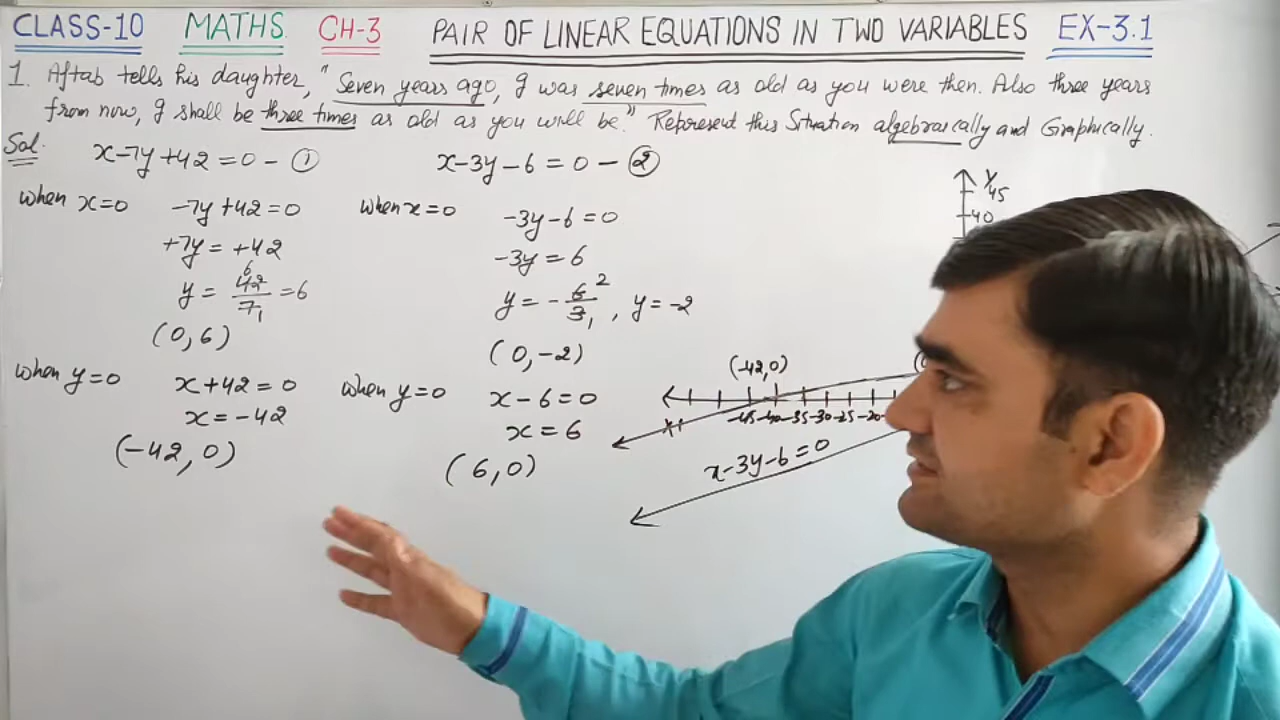 CLASS-10 MATHS CH-3 PAIR OF LINEAR EQUATIONS IN TWO VARIABLES EX-3.1
1. Aftab tells his daughter, "Seven years ago, I was seven times as old as you were then. Also three years
from now, I shall be three times as old as you will be." Represent this Situation algebraically and Graphically.
Sol.
x-7y+42=0 - ①
when x=0 -7y+42=0
+7y=+42
y = 42/7 = 6
6
1
(0,6)
when y=0 x+42=0
x=-42
(-42,0)
x-3y-6=0 - ②
when x=0 -3y-6=0
-3y=6
y = -6/3, y=-2
2
1
(0,-2)
when y=0 x-6=0
x=6
(6,0)
Y
45
40
(-42,0)
-45 -40 -35 -30 -25 -20
x-3y-6=0